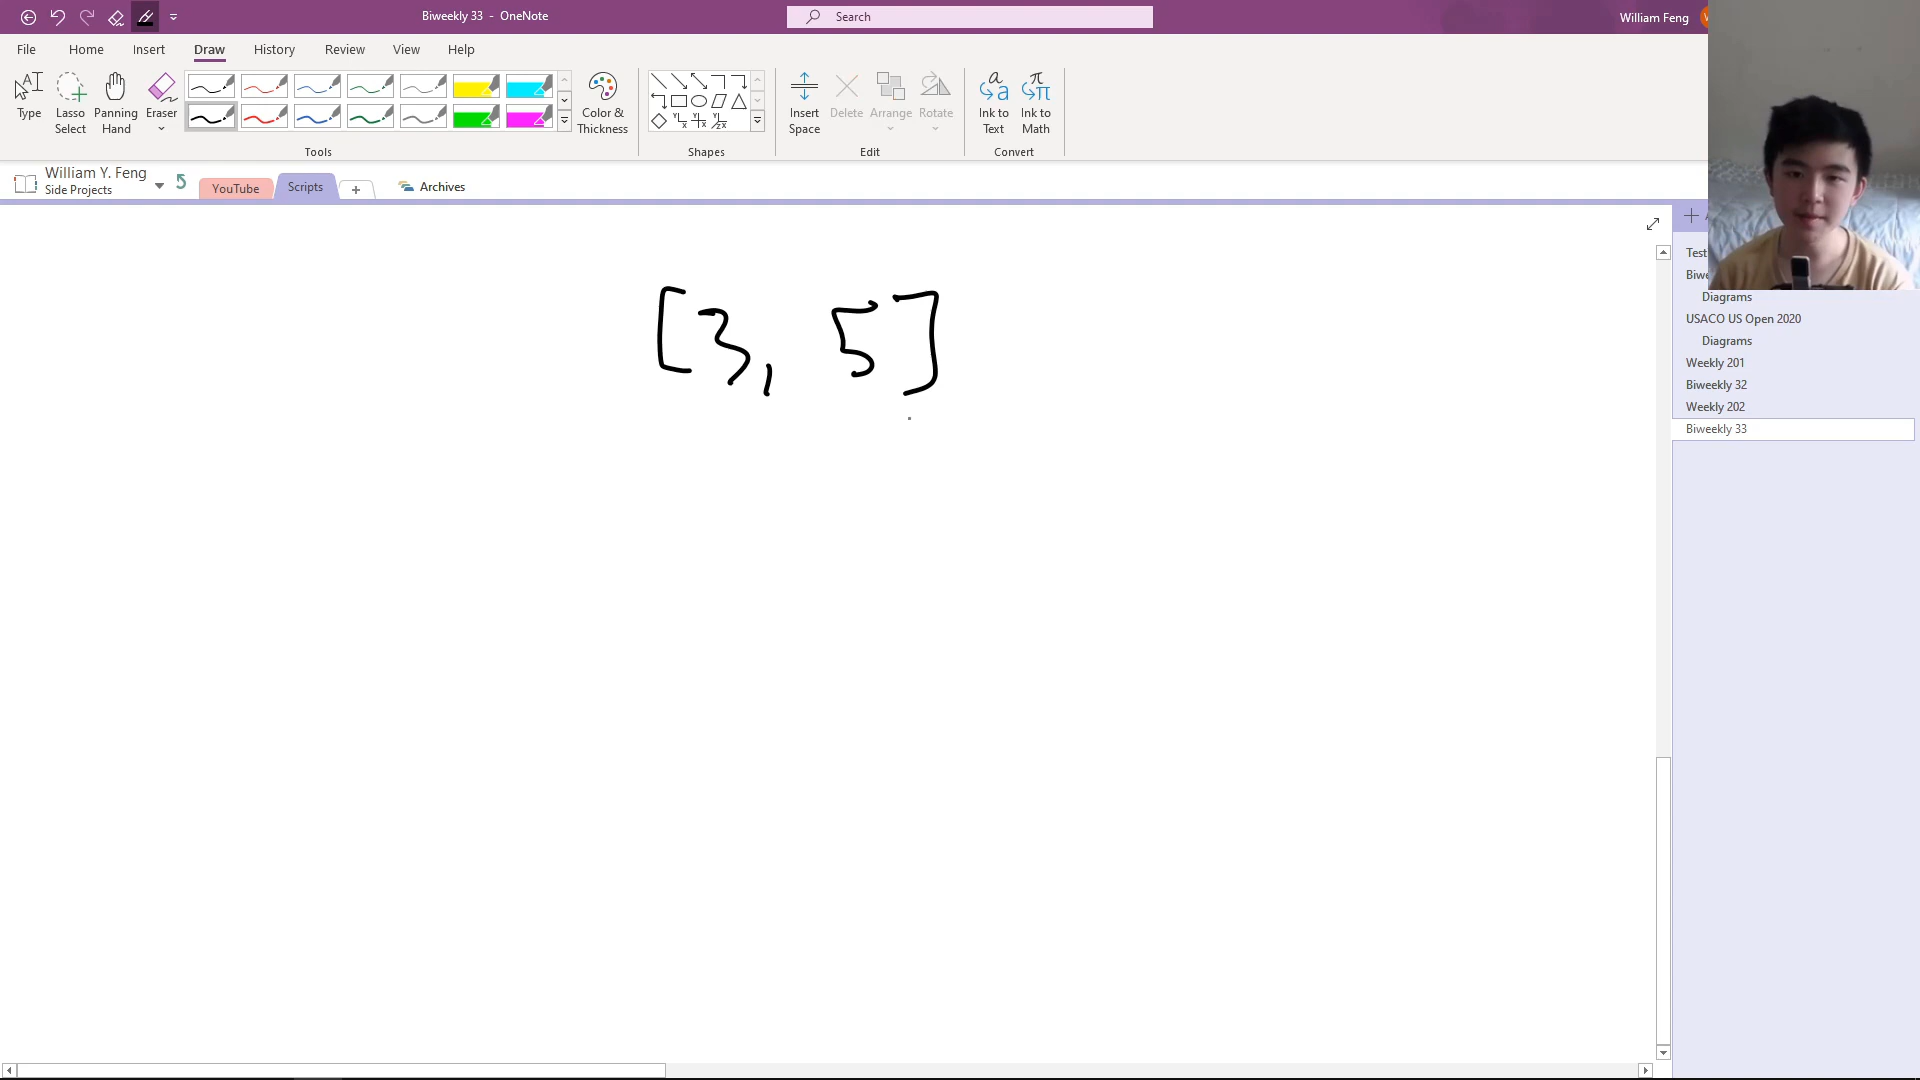 Biweekly 33 - OneNote
Search
William Feng
File Home Insert Draw History Review View Help
Type
Lasso Select
Panning Hand
Eraser
Color & Thickness
Insert Space
Delete
Arrange
Rotate
Ink to Text
Ink to Math
Tools
Shapes
Edit
Convert
William Y. Feng
Side Projects
YouTube
Scripts
Archives
[3, 5]
Test
Biwe
Diagrams
USACO US Open 2020
Diagrams
Weekly 201
Biweekly 32
Weekly 202
Biweekly 33